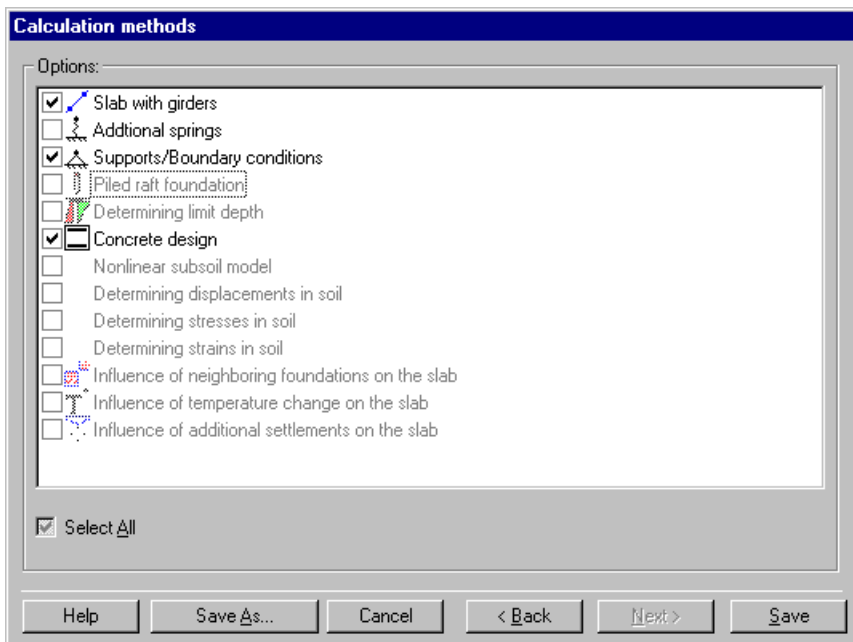 Calculation methods
Options:
Slab with girders
Addtional springs
Supports/Boundary conditions
Piled raft foundation
Determining limit depth
Concrete design
Nonlinear subsoil model
Determining displacements in soil
Determining stresses in soil
Determining strains in soil
Influence of neighboring foundations on the slab
Influence of temperature change on the slab
Influence of additional settlements on the slab
Select All
Help Save As... Cancel < Back Next > Save